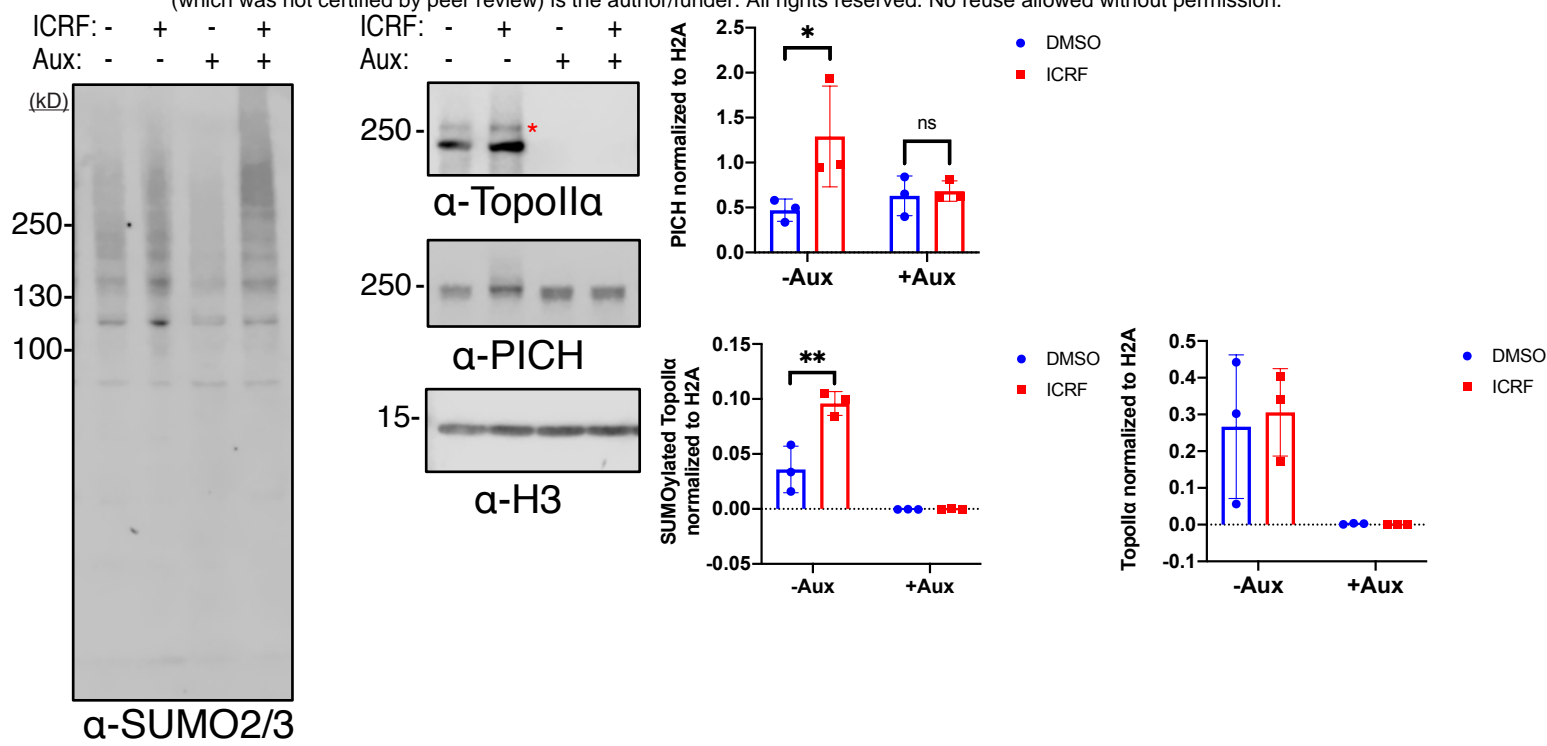 (which was not certified by peer review) is the author/funder. All rights reserved. No reuse allowed without permission.
ICRF: - + - +
Aux: - - + +
(kD)
250-
130-
100-
α-SUMO2/3
ICRF: - + - +
Aux: - - + +
250-
*
α-TopoIIα
250-
α-PICH
15-
α-H3
PICH normalized to H2A
2.5
2.0
1.5
1.0
0.5
0.0
*
ns
-Aux +Aux
DMSO
ICRF
SUMOylated TopoIIα
normalized to H2A
0.15
0.10
0.05
0.00
-0.05
**
-Aux +Aux
DMSO
ICRF
TopoIIα normalized to H2A
0.5
0.4
0.3
0.2
0.1
0.0
-0.1
-Aux +Aux
DMSO
ICRF